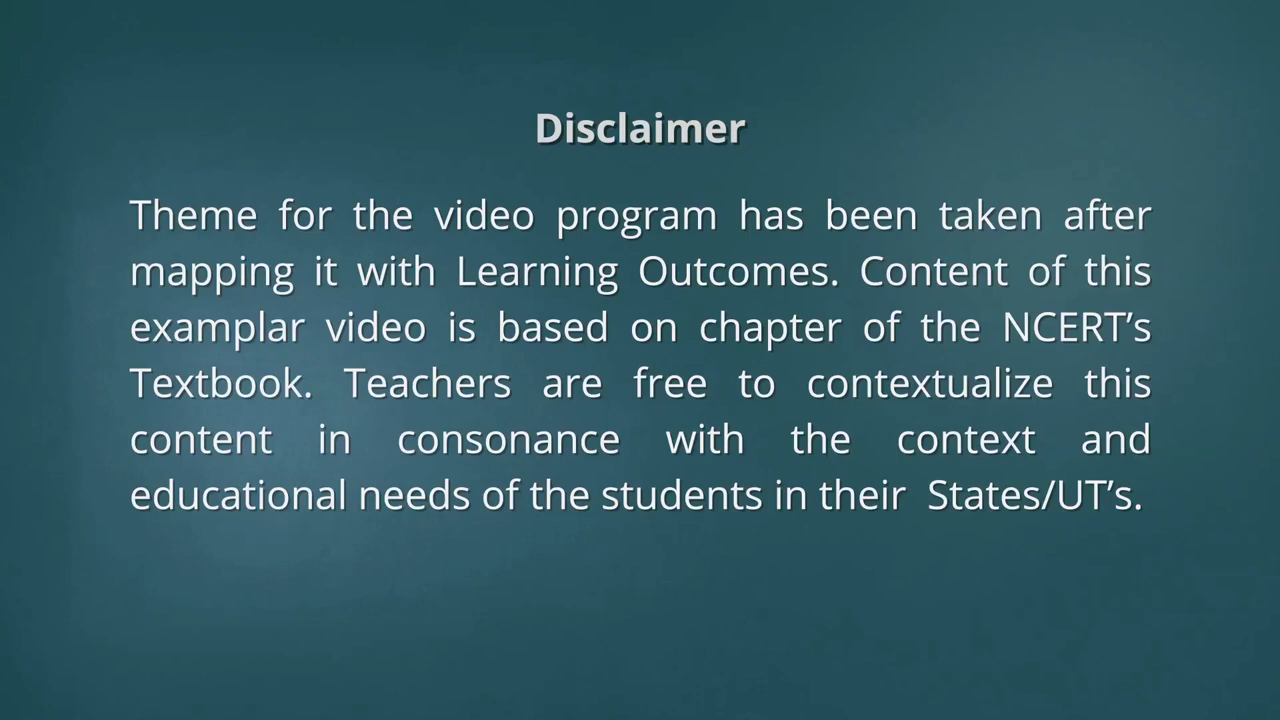 Disclaimer
Theme for the video program has been taken after
mapping it with Learning Outcomes. Content of this
examplar video is based on chapter of the NCERT’s
Textbook. Teachers are free to contextualize this
content in consonance with the context and
educational needs of the students in their  States/UT’s.